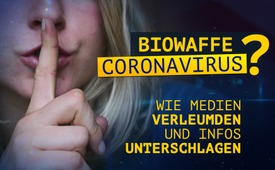 BIOWAFFE
CORONAVIRUS?
WIE MEDIEN
VERLEUMDEN
UND INFOS
UNTERSCHLAGEN